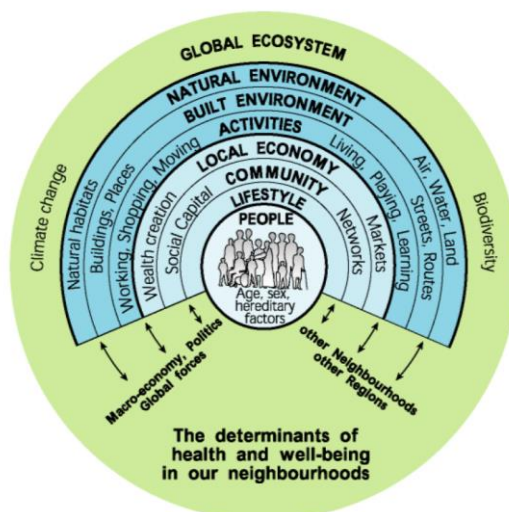 GLOBAL ECOSYSTEM
NATURAL ENVIRONMENT
BUILT ENVIRONMENT
ACTIVITIES
LOCAL ECONOMY
COMMUNITY
LIFESTYLE
PEOPLE
Age, sex,
hereditary
factors
Climate change
Natural habitats
Buildings, Places
Working, Shopping, Moving
Wealth creation
Social Capital
Networks
Markets
Living, Playing, Learning
Streets, Routes
Air, Water, Land
Biodiversity
Macro-economy, Politics
Global forces
other Neighbourhoods
other Regions
The determinants of
health and well-being
in our neighbourhoods